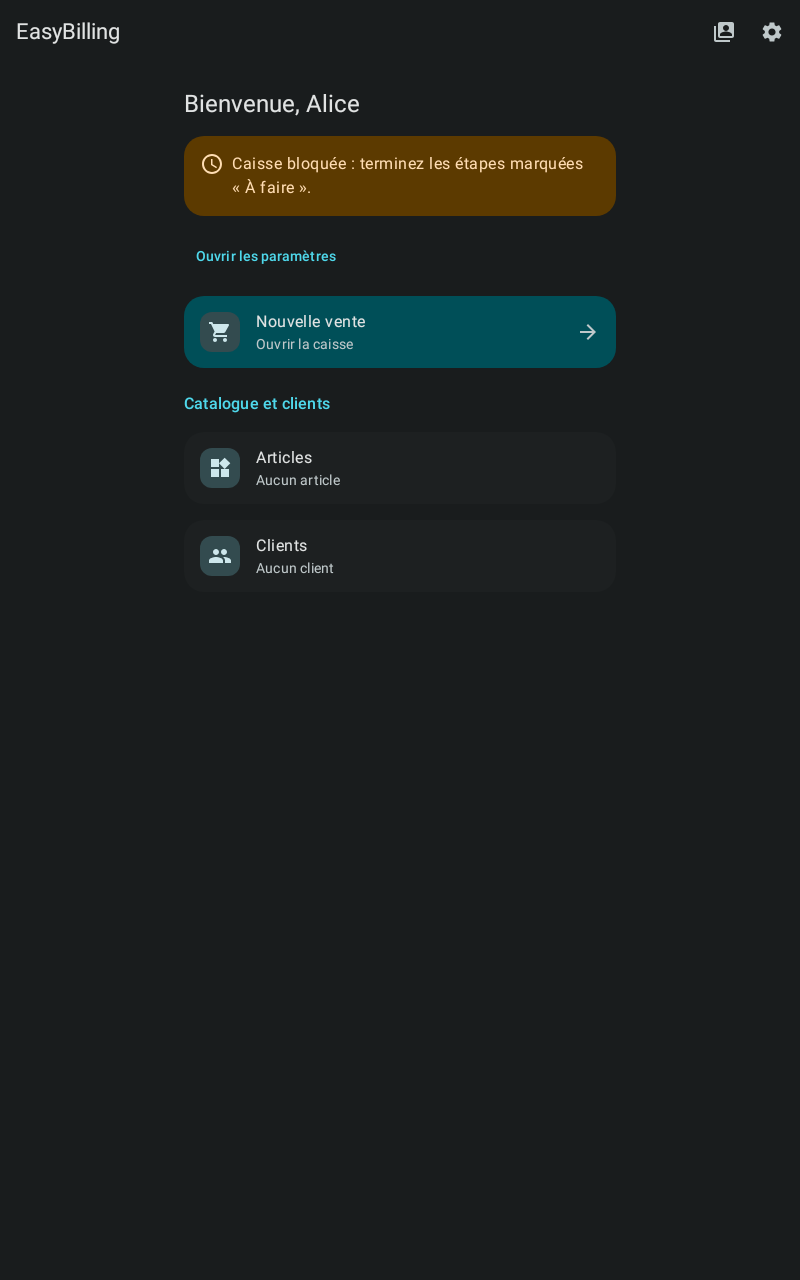 EasyBilling
Bienvenue, Alice
Caisse bloquée : terminez les étapes marquées
« À faire ».
Ouvrir les paramètres
Nouvelle vente
Ouvrir la caisse
Catalogue et clients
Articles
Aucun article
Clients
Aucun client